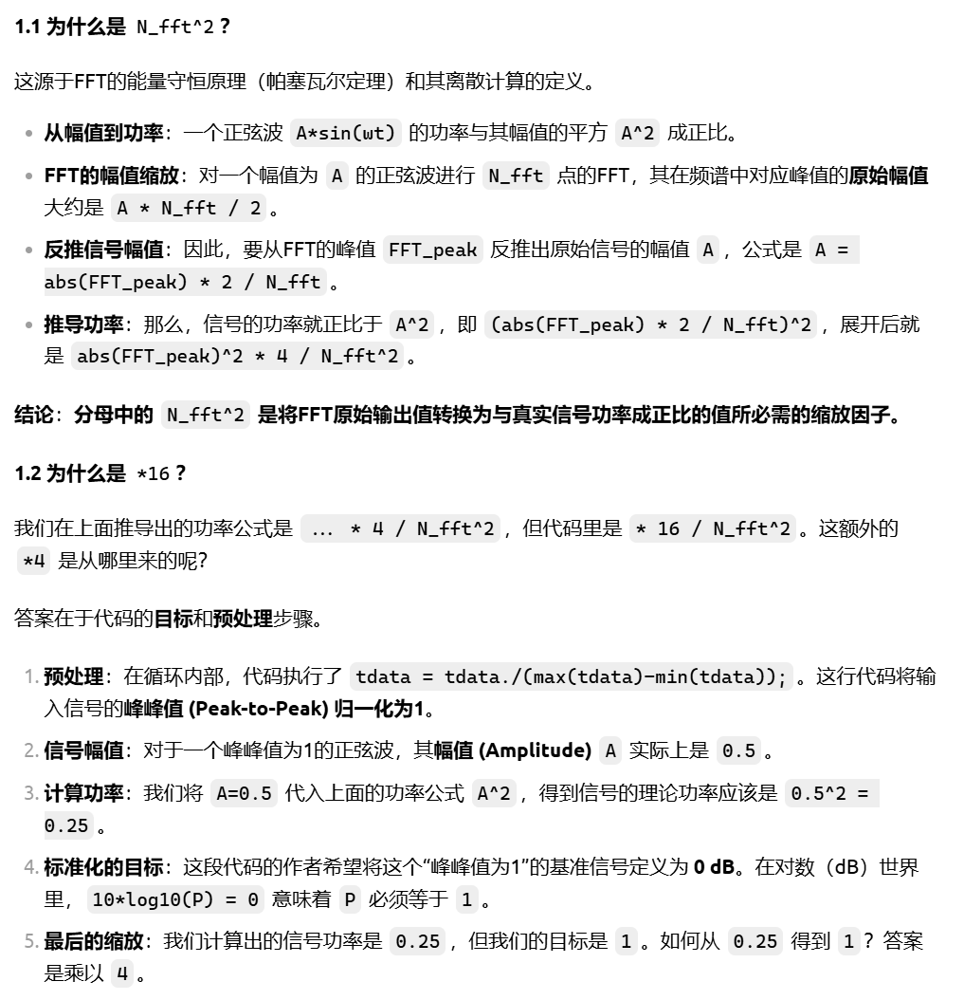 1.1 为什么是 N_fft^2？
这源于FFT的能量守恒原理（帕塞瓦尔定理）和其离散计算的定义。
• 从幅值到功率：一个正弦波 A*sin(wt) 的功率与其幅值的平方 A^2 成正比。
• FFT的幅值缩放：对一个幅值为 A 的正弦波进行 N_fft 点的FFT，其在频谱中对应峰值的原始幅值
大约是 A * N_fft / 2 。
• 反推信号幅值：因此，要从FFT的峰值 FFT_peak 反推出原始信号的幅值 A ，公式是 A =
abs(FFT_peak) * 2 / N_fft 。
• 推导功率：那么，信号的功率就正比于 A^2 ，即 (abs(FFT_peak) * 2 / N_fft)^2 ，展开后就
是 abs(FFT_peak)^2 * 4 / N_fft^2 。
结论：分母中的 N_fft^2 是将FFT原始输出值转换为与真实信号功率成正比的值所必需的缩放因子。
1.2 为什么是 *16？
我们在上面推导出的功率公式是 ... * 4 / N_fft^2 ，但代码里是 * 16 / N_fft^2 。这额外的
*4 是从哪里来的呢？
答案在于代码的目标和预处理步骤。
1. 预处理：在循环内部，代码执行了 tdata = tdata./(max(tdata)-min(tdata)); 。这行代码将输
入信号的峰峰值 (Peak-to-Peak) 归一化为1。
2. 信号幅值：对于一个峰峰值为1的正弦波，其幅值 (Amplitude) A 实际上是 0.5 。
3. 计算功率：我们将 A=0.5 代入上面的功率公式 A^2 ，得到信号的理论功率应该是 0.5^2 =
0.25 。
4. 标准化的目标：这段代码的作者希望将这个“峰峰值为1”的基准信号定义为 0 dB。在对数（dB）世界
里， 10*log10(P) = 0 意味着 P 必须等于 1 。
5. 最后的缩放：我们计算出的信号功率是 0.25 ，但我们的目标是 1 。如何从 0.25 得到 1 ？答案
是乘以 4 。